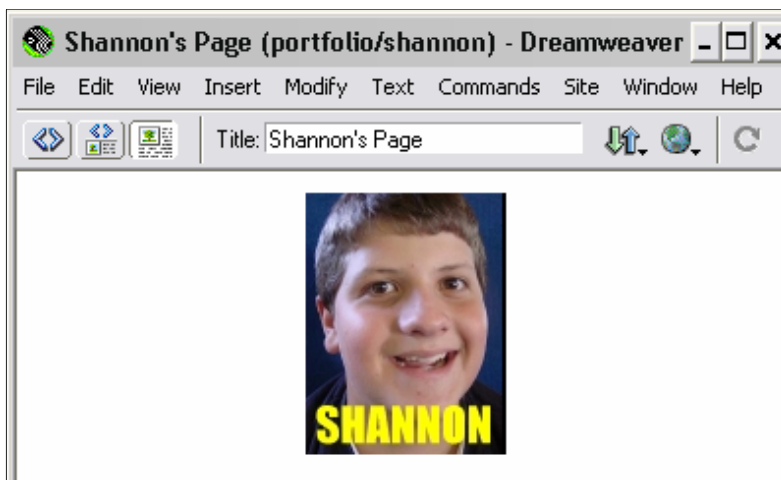 Shannon's Page (portfolio/shannon) - Dreamweaver
File Edit View Insert Modify Text Commands Site Window Help
Title: Shannon's Page
SHANNON